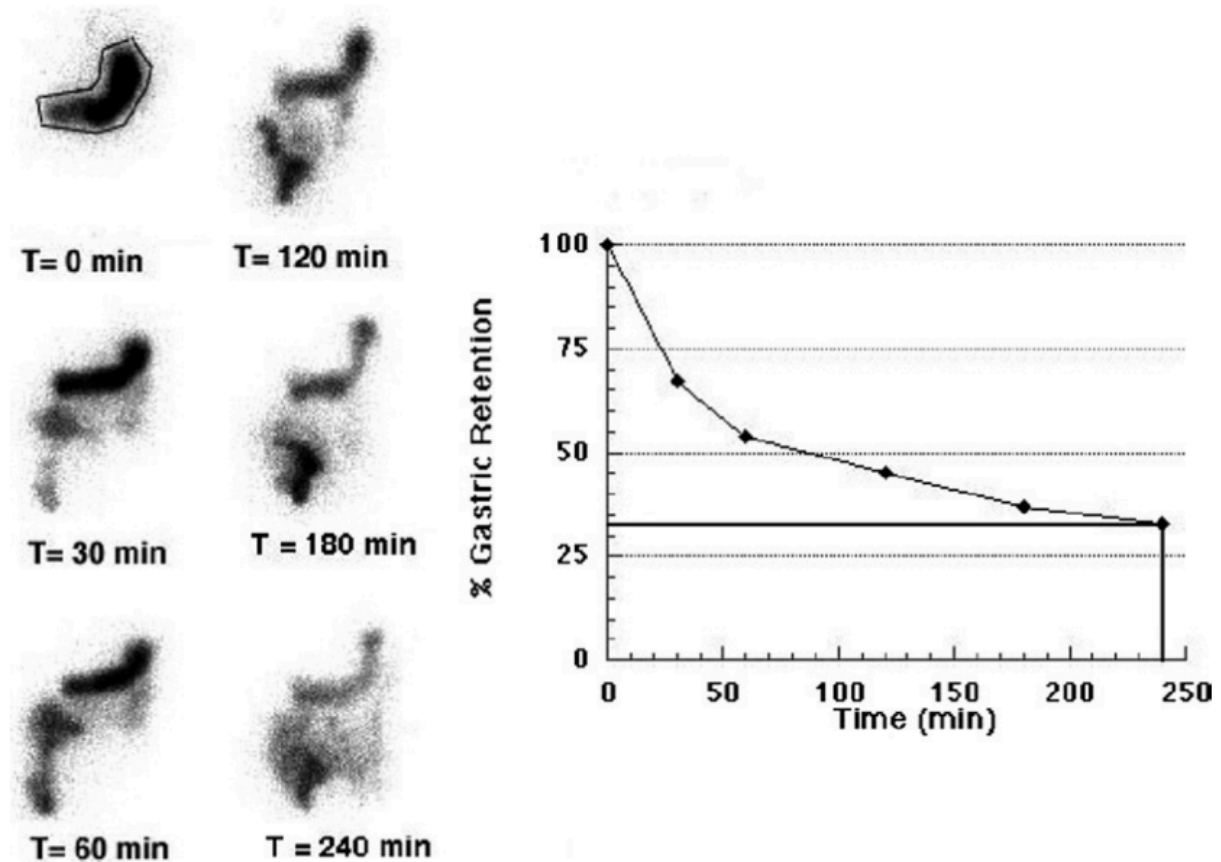 T= 0 min
T= 120 min
T= 30 min
T = 180 min
T= 60 min
T = 240 min
% Gastric Retention
100
75
50
25
0
0 50 100 150 200 250
Time (min)